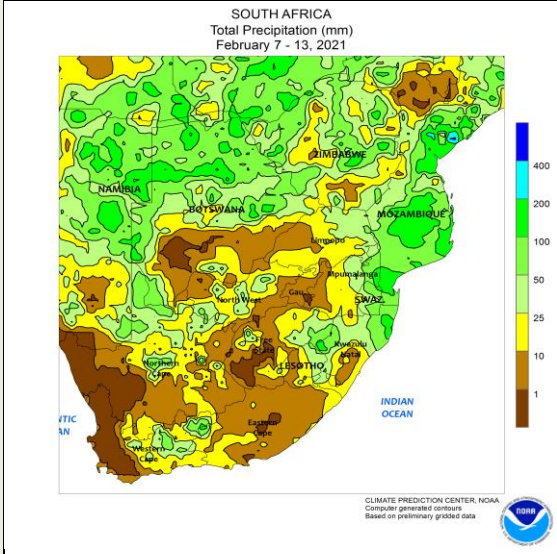 SOUTH AFRICA
Total Precipitation (mm)
February 7 - 13, 2021
ZIMBABWE
NAMIBIA
BOTSWANA
MOZAMBIQUE
Limpopo
Mpumalanga
North West
Gau.
SWAZ.
Free
State
Kwazulu
Natal
LESOTHO
Northern
Cape
Eastern
Cape
Western
Cape
NTIC
AN
INDIAN
OCEAN
400
200
100
50
25
10
1
CLIMATE PREDICTION CENTER, NOAA
Computer generated contours
Based on preliminary gridded data
NOAA